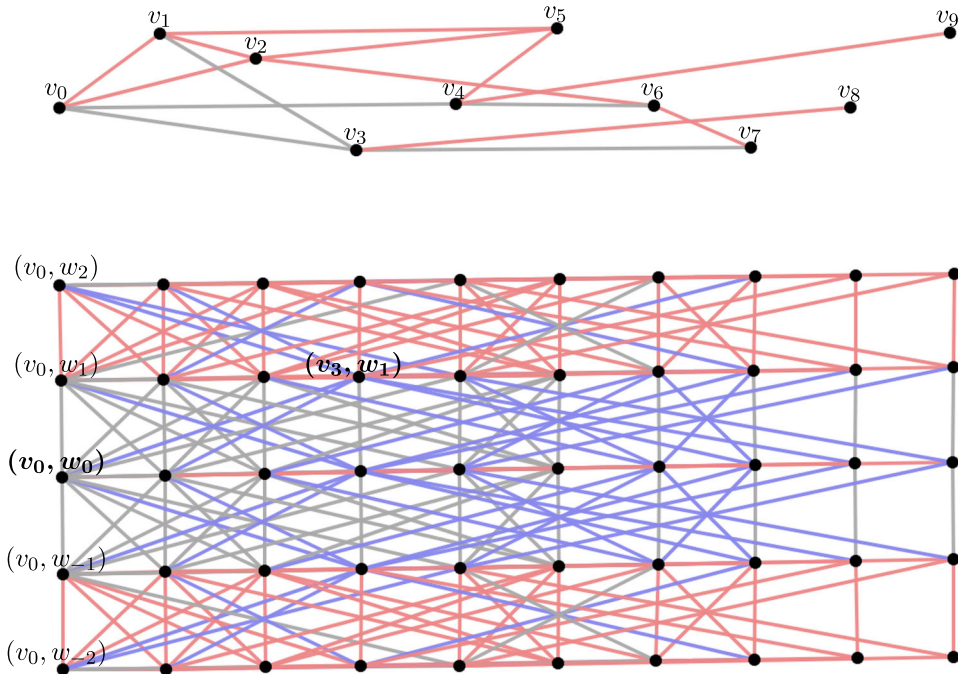 v₁
v₅
v₉
v₂
v₀
v₄
v₆
v₈
v₃
v₇
(v₀, w₂)
(v₀, w₁)
(v₃, w₁)
(v₀, w₀)
(v₀, w₋₁)
(v₀, w₋₂)